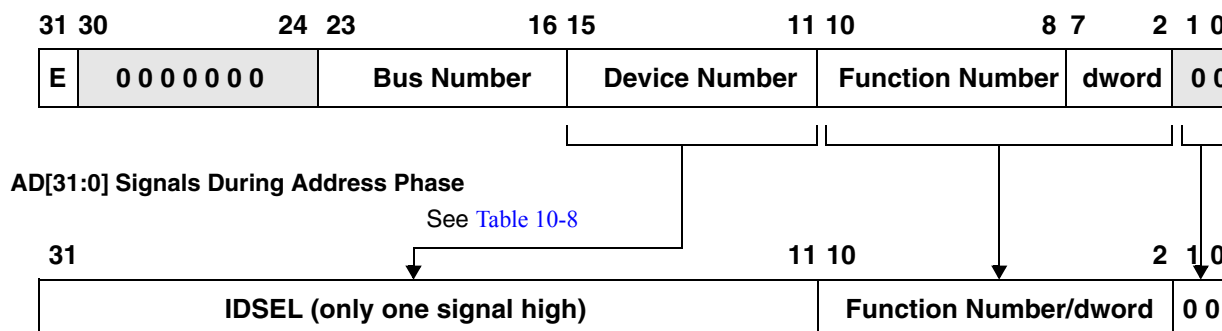 31 30 24 23 16 15 11 10 8 7 2 1 0
E 0 0 0 0 0 0 0 Bus Number Device Number Function Number dword 0 0
AD[31:0] Signals During Address Phase
See Table 10-8
31 11 10 2 1 0
IDSEL (only one signal high) Function Number/dword 0 0